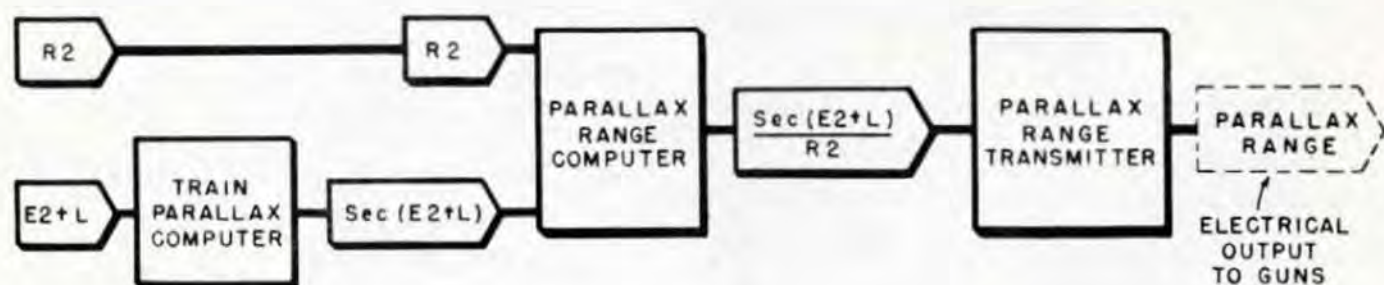 R2
R2
PARALLAX
RANGE
COMPUTER
Sec (E2+L)
R2
PARALLAX
RANGE
TRANSMITTER
PARALLAX
RANGE
E2+L
TRAIN
PARALLAX
COMPUTER
Sec (E2+L)
ELECTRICAL
OUTPUT
TO GUNS